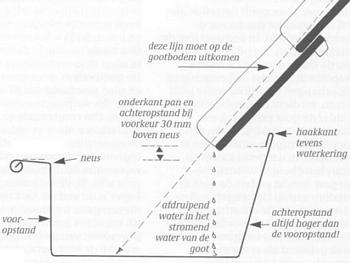 deze lijn moet op de
gootbodem uitkomen
onderkant pan en
achteropstand bij
voorkeur 30 mm
boven neus
haakkant
tevens
waterkering
neus
voor-
opstand
afdruipend
water in het
stromend
water van de
goot
achteropstand
altijd hoger dan
de vooropstand!